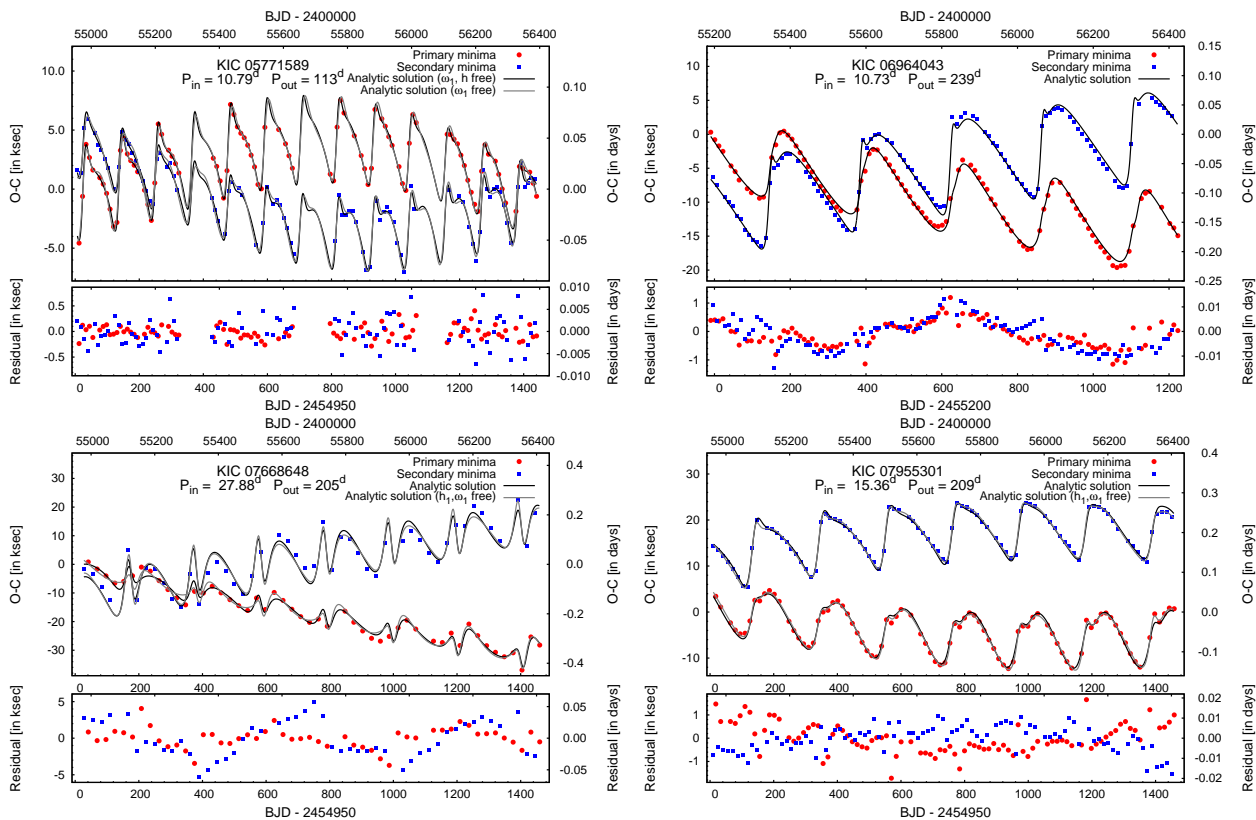 BJD - 2400000
55000 55200 55400 55600 55800 56000 56200 56400
KIC 05771589
P_in = 10.79^d P_out = 113^d
Primary minima
Secondary minima
Analytic solution (ω₁, h free)
Analytic solution (ω₁ free)
O-C [in ksec]
10.0
5.0
0.0
-5.0
O-C [in days]
0.10
0.05
0.00
-0.05
Residual [in ksec]
0.5
0.0
-0.5
Residual [in days]
0.010
0.005
0.000
-0.005
-0.010
0 200 400 600 800 1000 1200 1400
BJD - 2454950
BJD - 2400000
55200 55400 55600 55800 56000 56200 56400
KIC 06964043
P_in = 10.73^d P_out = 239^d
Primary minima
Secondary minima
Analytic solution
O-C [in ksec]
10
5
0
-5
-10
-15
-20
O-C [in days]
0.15
0.10
0.05
0.00
-0.05
-0.10
-0.15
-0.20
-0.25
Residual [in ksec]
1
0
-1
Residual [in days]
0.01
0.00
-0.01
0 200 400 600 800 1000 1200
BJD - 2455200
BJD - 2400000
55000 55200 55400 55600 55800 56000 56200 56400
KIC 07668648
P_in = 27.88^d P_out = 205^d
Primary minima
Secondary minima
Analytic solution
Analytic solution (h₁,ω₁ free)
O-C [in ksec]
30
20
10
0
-10
-20
-30
O-C [in days]
0.4
0.2
0.0
-0.2
-0.4
Residual [in ksec]
5
0
-5
Residual [in days]
0.05
0.00
-0.05
0 200 400 600 800 1000 1200 1400
BJD - 2454950
BJD - 2400000
55000 55200 55400 55600 55800 56000 56200 56400
KIC 07955301
P_in = 15.36^d P_out = 209^d
Primary minima
Secondary minima
Analytic solution
Analytic solution (h₁,ω₁ free)
O-C [in ksec]
30
20
10
0
-10
O-C [in days]
0.4
0.3
0.2
0.1
0.0
-0.1
Residual [in ksec]
1
0
-1
Residual [in days]
0.02
0.01
0.00
-0.01
-0.02
0 200 400 600 800 1000 1200 1400
BJD - 2454950